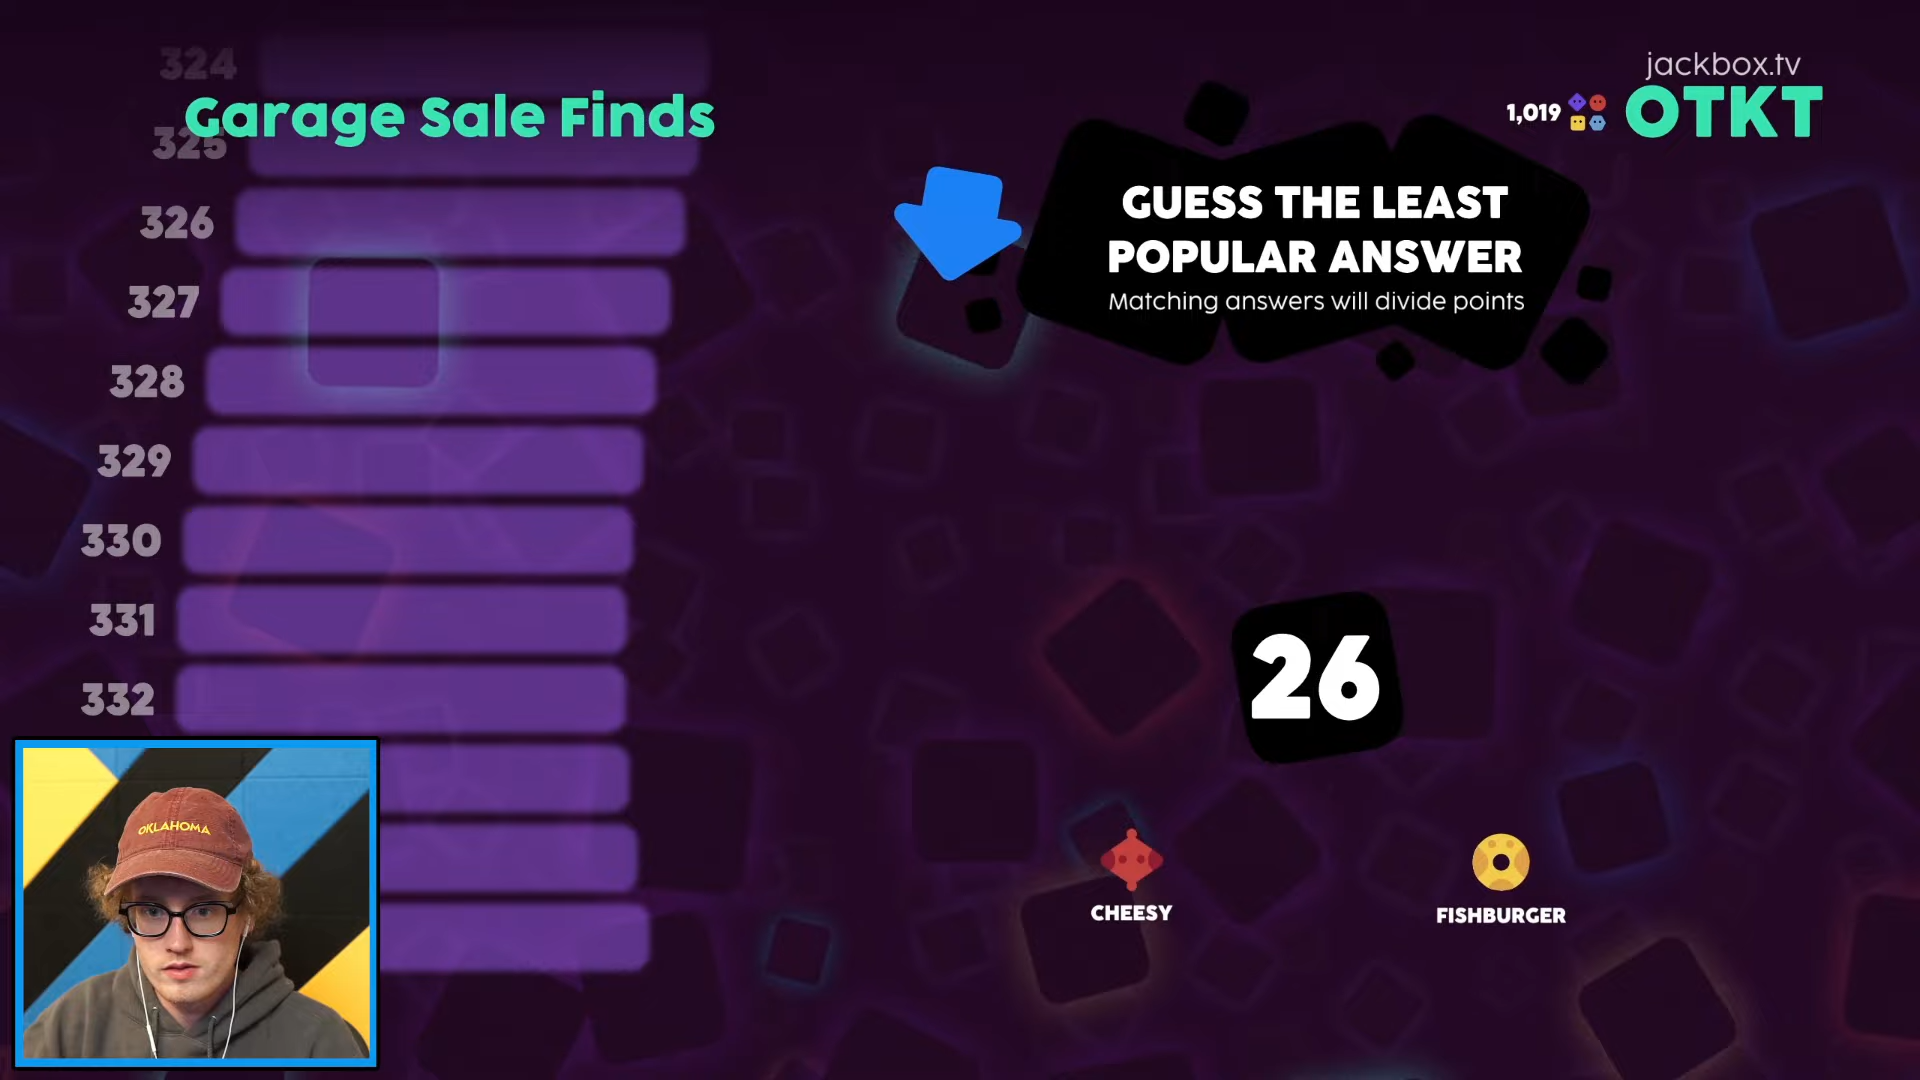 324
Garage Sale Finds
325
326
327
328
329
330
331
332
jackbox.tv
1,019
OTKT
GUESS THE LEAST
POPULAR ANSWER
Matching answers will divide points
26
CHEESY
FISHBURGER
OKLAHOMA